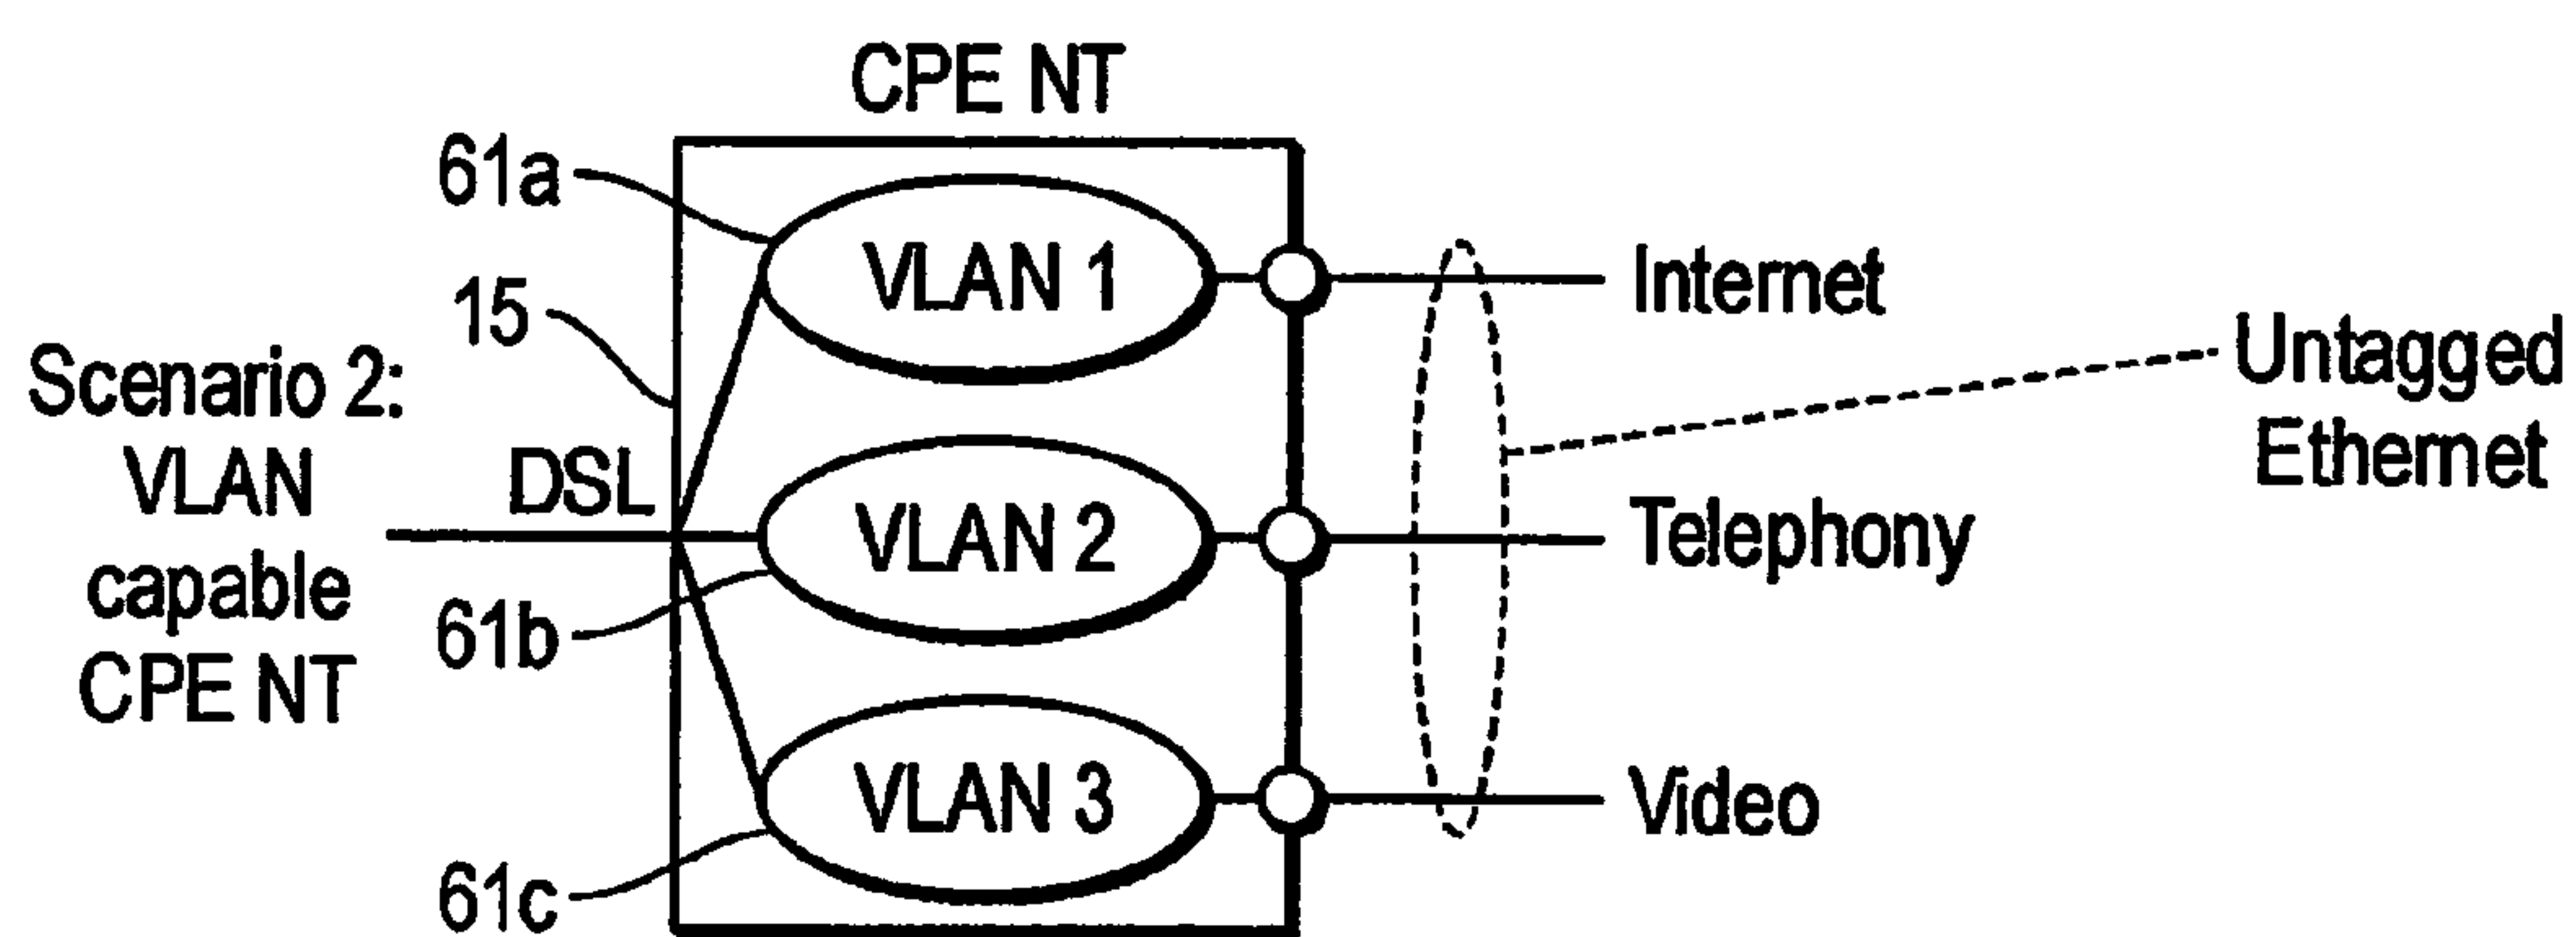 CPE NT
61a
15
Scenario 2:
VLAN
capable
CPE NT
DSL
61b
61c
VLAN 1
VLAN 2
VLAN 3
Internet
Telephony
Video
Untagged
Ethernet